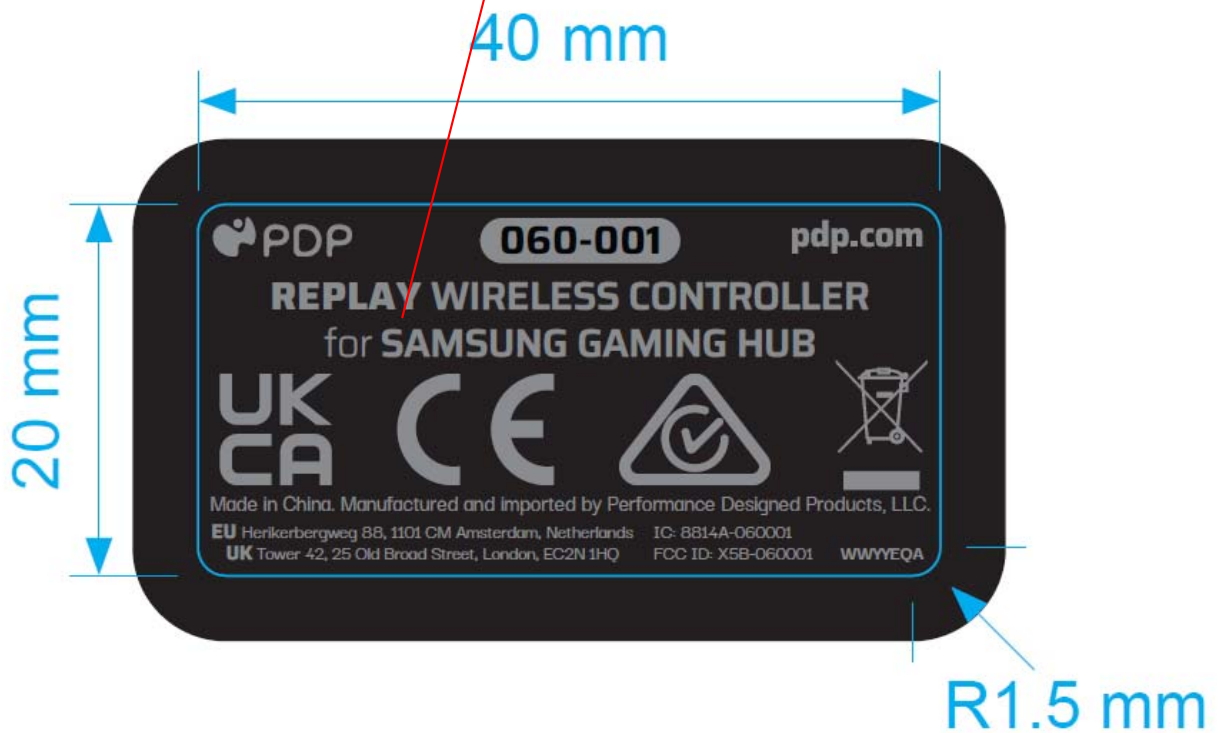 40 mm
PDP 060-001 pdp.com
REPLAY WIRELESS CONTROLLER
for SAMSUNG GAMING HUB
20 mm
UK
CA CE
Made in China. Manufactured and imported by Performance Designed Products, LLC.
EU Herikerbergweg 88, 1101 CM Amsterdam, Netherlands IC: 8814A-060001
UK Tower 42, 25 Old Broad Street, London, EC2N 1HQ FCC ID: X5B-060001 WWYYEQA
R1.5 mm